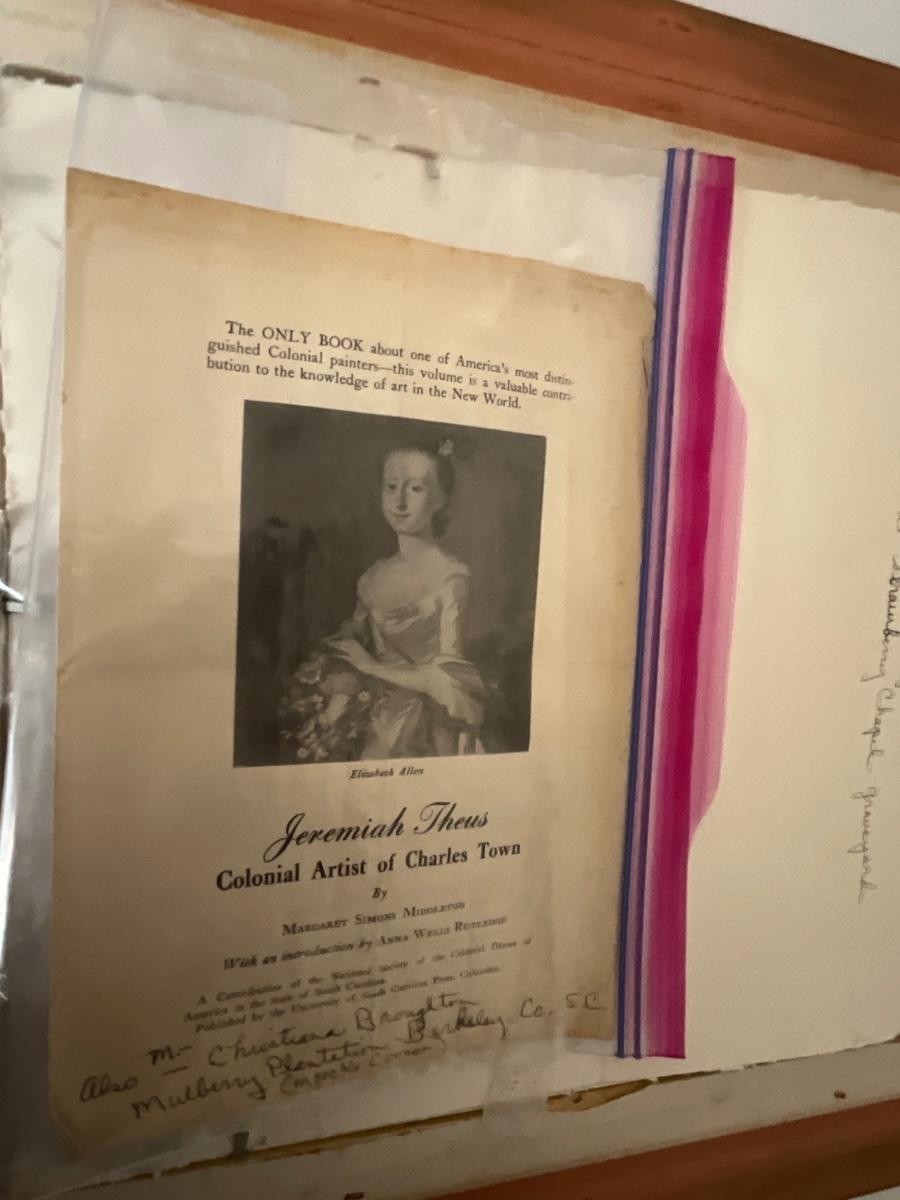 The ONLY BOOK about one of America's most distin-
guished Colonial painters—this volume is a valuable contri-
bution to the knowledge of art in the New World.
Elizabeth Allen
Jeremiah Theus
Colonial Artist of Charles Town
By
MARGARET SIMONS MIDDLETON
With an introduction by ANNA WELLS RUTLEDGE
A Contribution of the National Society of the Colonial Dames of
America in the State of South Carolina.
Published by the University of South Carolina Press Columbia.
Also m— Christiana Broughton
Mulberry Plantation Berkeley Co. S.C.
Strawberry Chapel graveyard